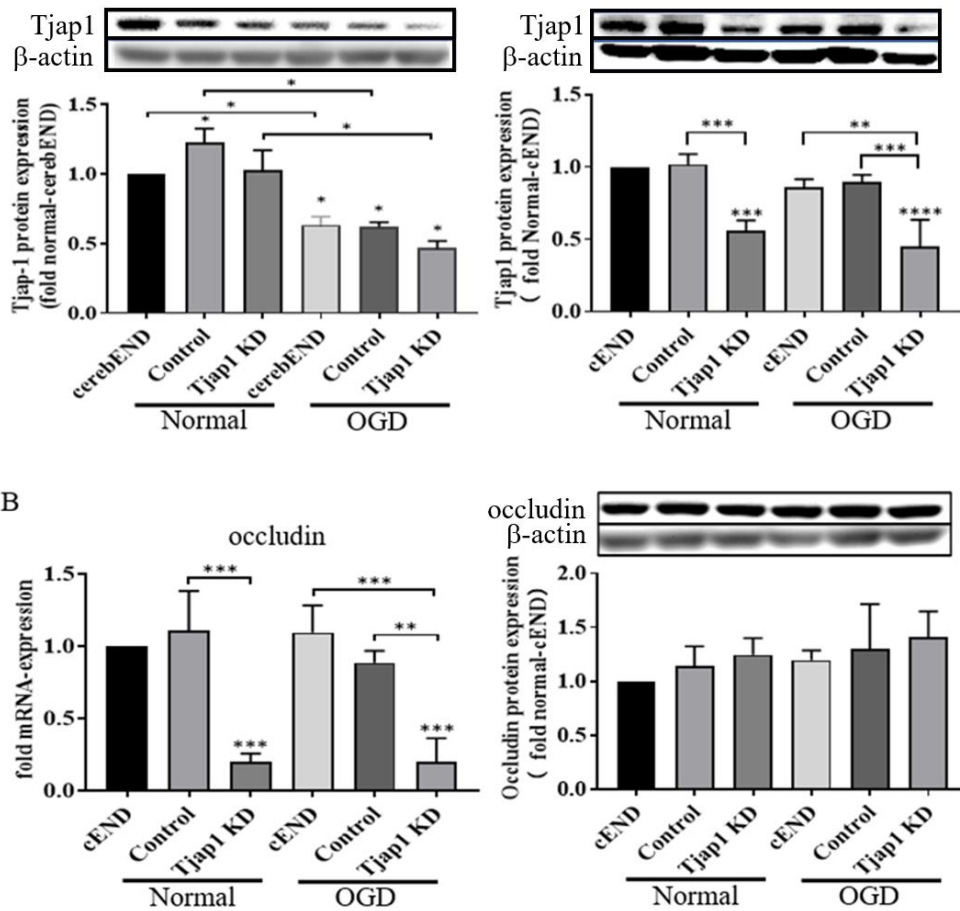 Tjap1
β-actin
Tjap-1 protein expression
(fold normal-cerebEND)
1.5
1.0
0.5
0.0
*
*
*
*
*
*
*
cerebEND
Control
Tjap1 KD
cerebEND
Control
Tjap1 KD
Normal
OGD
Tjap1
β-actin
Tjap1 protein expression
( fold Normal-cEND)
1.5
1.0
0.5
0.0
***
**
***
***
****
cEND
Control
Tjap1 KD
cEND
Control
Tjap1 KD
Normal
OGD
B
occludin
fold mRNA-expression
1.5
1.0
0.5
0.0
***
***
**
***
***
cEND
Control
Tjap1 KD
cEND
Control
Tjap1 KD
Normal
OGD
occludin
β-actin
Occludin protein expression
( fold normal-cEND)
2.0
1.5
1.0
0.5
0.0
cEND
Control
Tjap1 KD
cEND
Control
Tjap1 KD
Normal
OGD